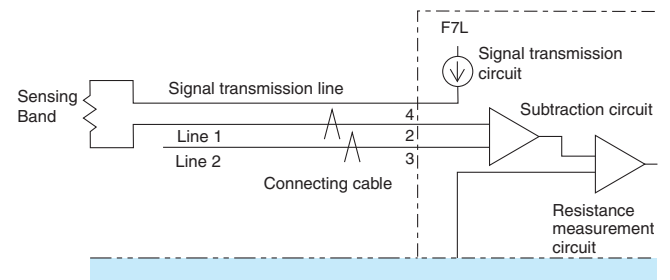 F7L
Signal transmission
circuit
Signal transmission line
Sensing
Band
4
Subtraction circuit
Line 1
2
Line 2
3
Connecting cable
Resistance
measurement
circuit